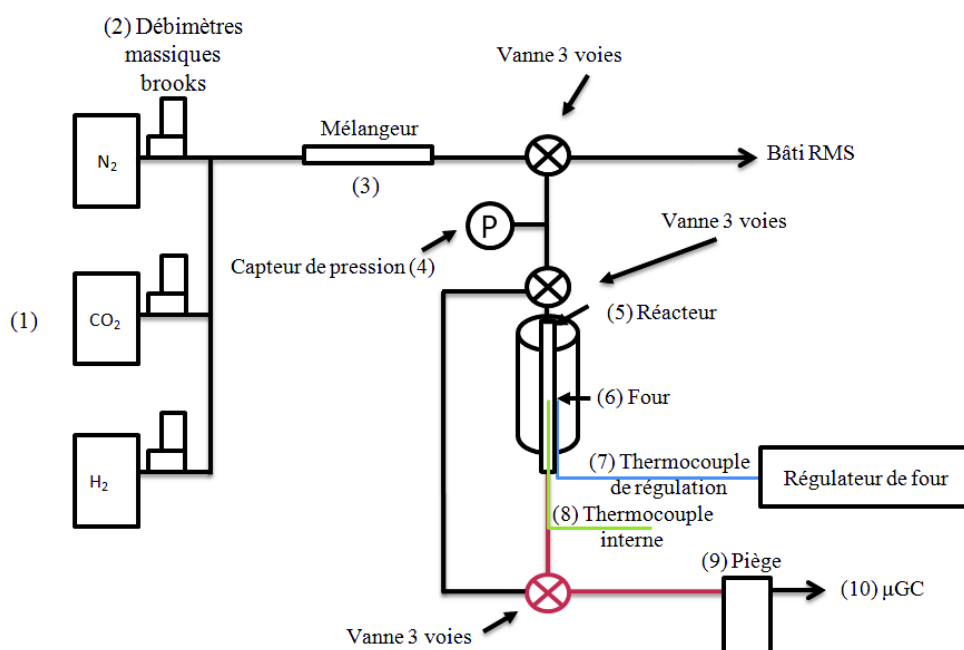 (2) Débimètres
massiques
brooks
Vanne 3 voies
N₂
Mélangeur
(3)
Bâti RMS
P
Vanne 3 voies
Capteur de pression (4)
(1)
CO₂
(5) Réacteur
(6) Four
H₂
(7) Thermocouple
de régulation
Régulateur de four
(8) Thermocouple
interne
(9) Piège
(10) µGC
Vanne 3 voies